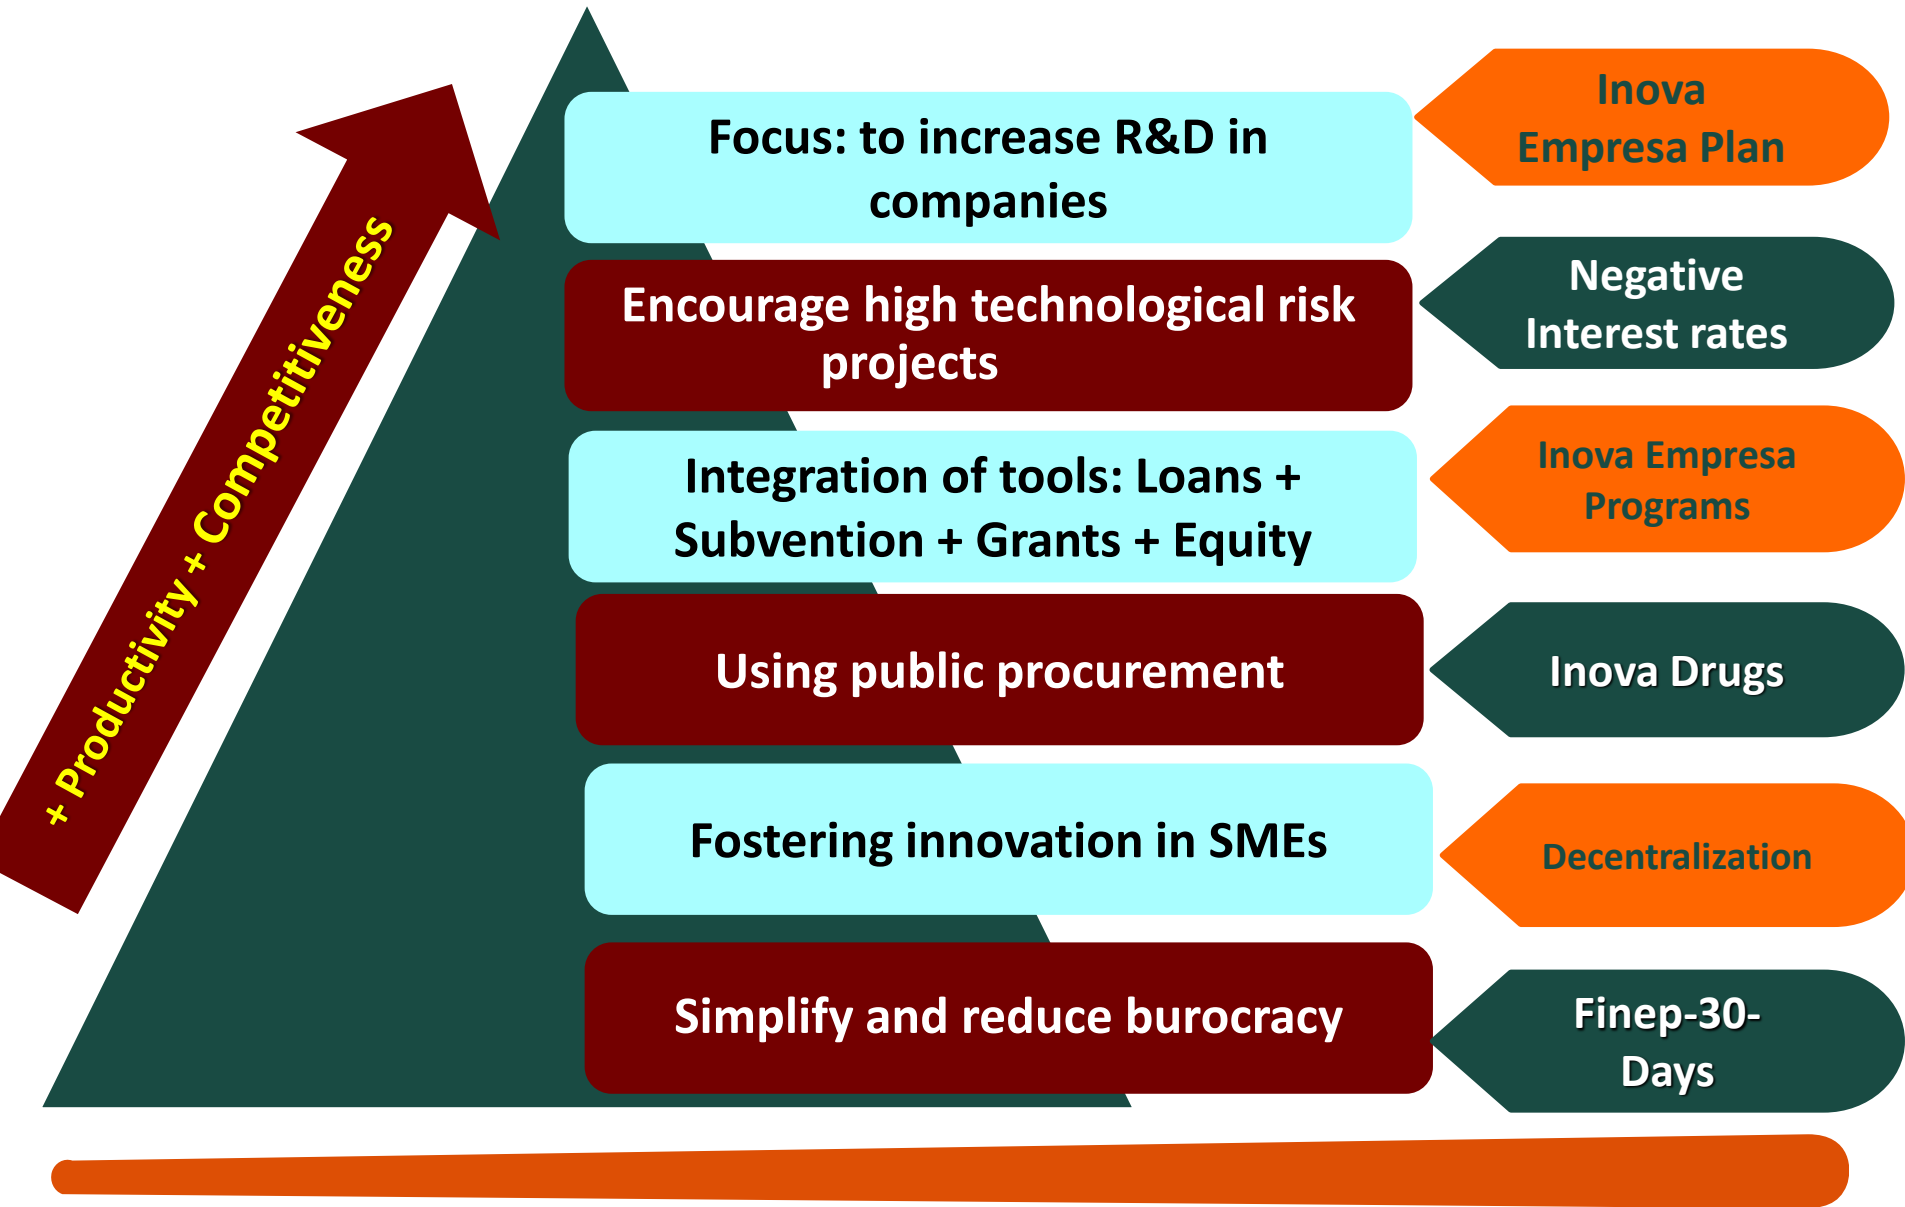 Inova
Empresa Plan
Focus: to increase R&D in
companies
Negative
Interest rates
Encourage high technological risk
projects
Inova Empresa
Programs
Integration of tools: Loans +
Subvention + Grants + Equity
Using public procurement
Inova Drugs
Fostering innovation in SMEs
Decentralization
Simplify and reduce burocracy
Finep-30-
Days
+ Productivity + Competitiveness